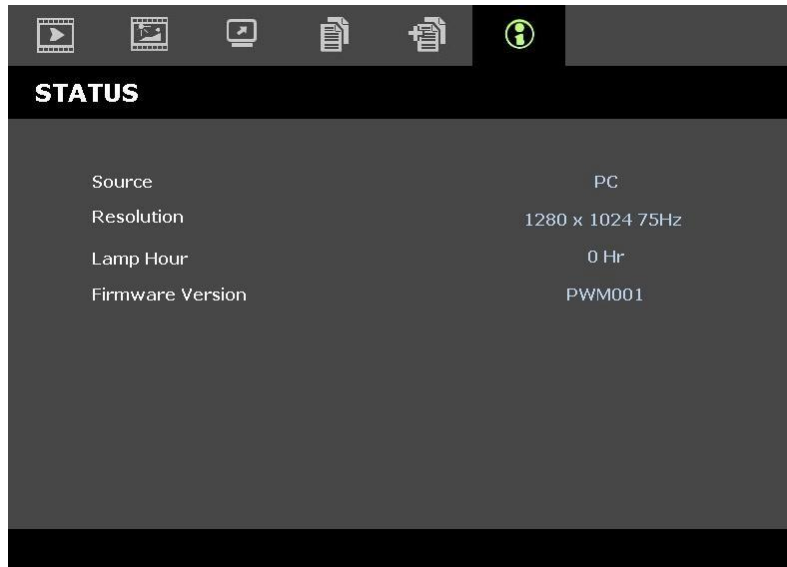 STATUS
Source PC
Resolution 1280 x 1024 75Hz
Lamp Hour 0 Hr
Firmware Version PWM001